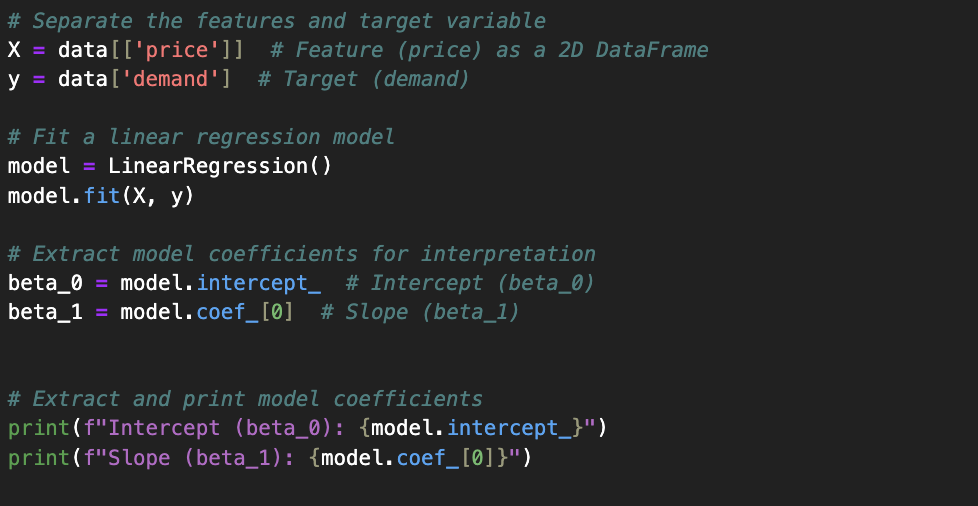 # Separate the features and target variable
X = data[['price']]  # Feature (price) as a 2D DataFrame
y = data['demand']  # Target (demand)
# Fit a linear regression model
model = LinearRegression()
model.fit(X, y)
# Extract model coefficients for interpretation
beta_0 = model.intercept_  # Intercept (beta_0)
beta_1 = model.coef_[0]  # Slope (beta_1)
# Extract and print model coefficients
print(f"Intercept (beta_0): {model.intercept_}")
print(f"Slope (beta_1): {model.coef_[0]}")